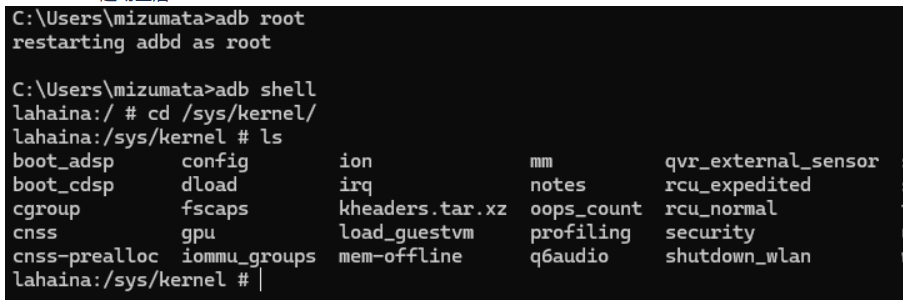 C:\Users\mizumata>adb root
restarting adbd as root
C:\Users\mizumata>adb shell
lahaina:/ # cd /sys/kernel/
lahaina:/sys/kernel # ls
boot_adsp config ion mm qvr_external_sensor
boot_cdsp dload irq notes rcu_expedited
cgroup fscaps kheaders.tar.xz oops_count rcu_normal
cnss gpu load_guestvm profiling security
cnss-prealloc iommu_groups mem-offline q6audio shutdown_wlan
lahaina:/sys/kernel #